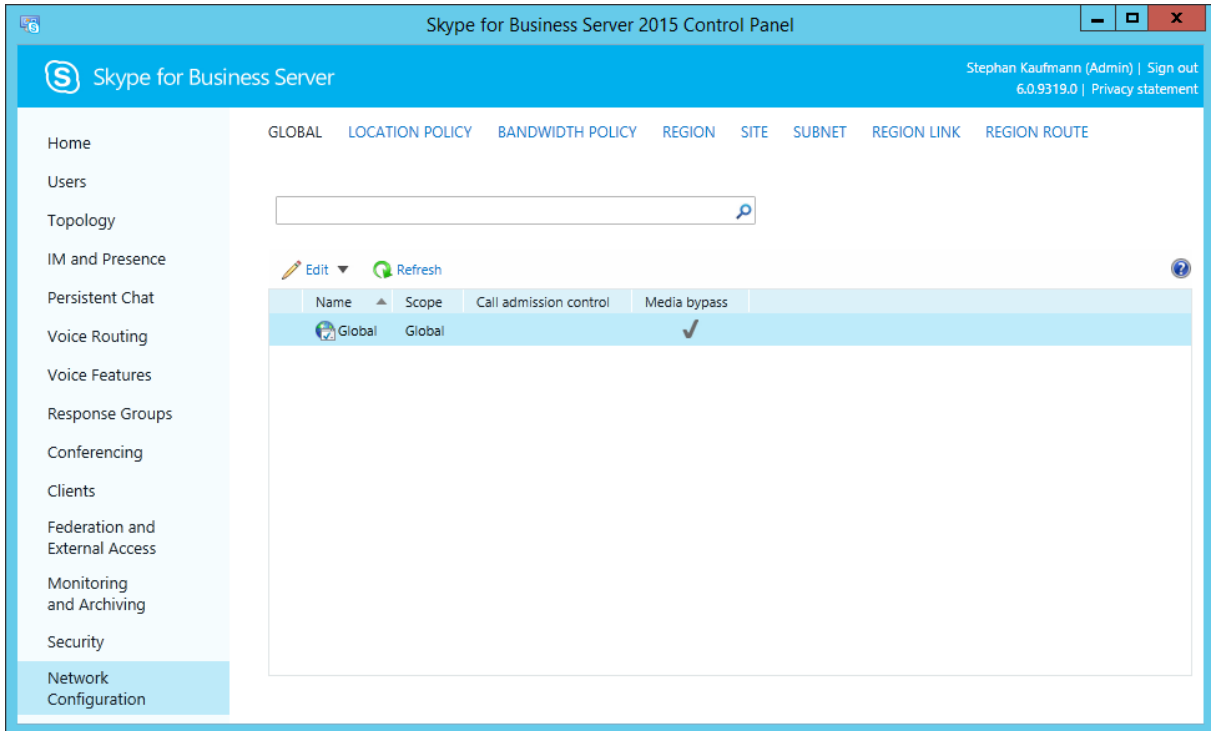 Skype for Business Server 2015 Control Panel
Skype for Business Server
Stephan Kaufmann (Admin) | Sign out
6.0.9319.0 | Privacy statement
Home
Users
Topology
IM and Presence
Persistent Chat
Voice Routing
Voice Features
Response Groups
Conferencing
Clients
Federation and
External Access
Monitoring
and Archiving
Security
Network
Configuration
GLOBAL LOCATION POLICY BANDWIDTH POLICY REGION SITE SUBNET REGION LINK REGION ROUTE
Edit Refresh
Name Scope Call admission control Media bypass
Global Global